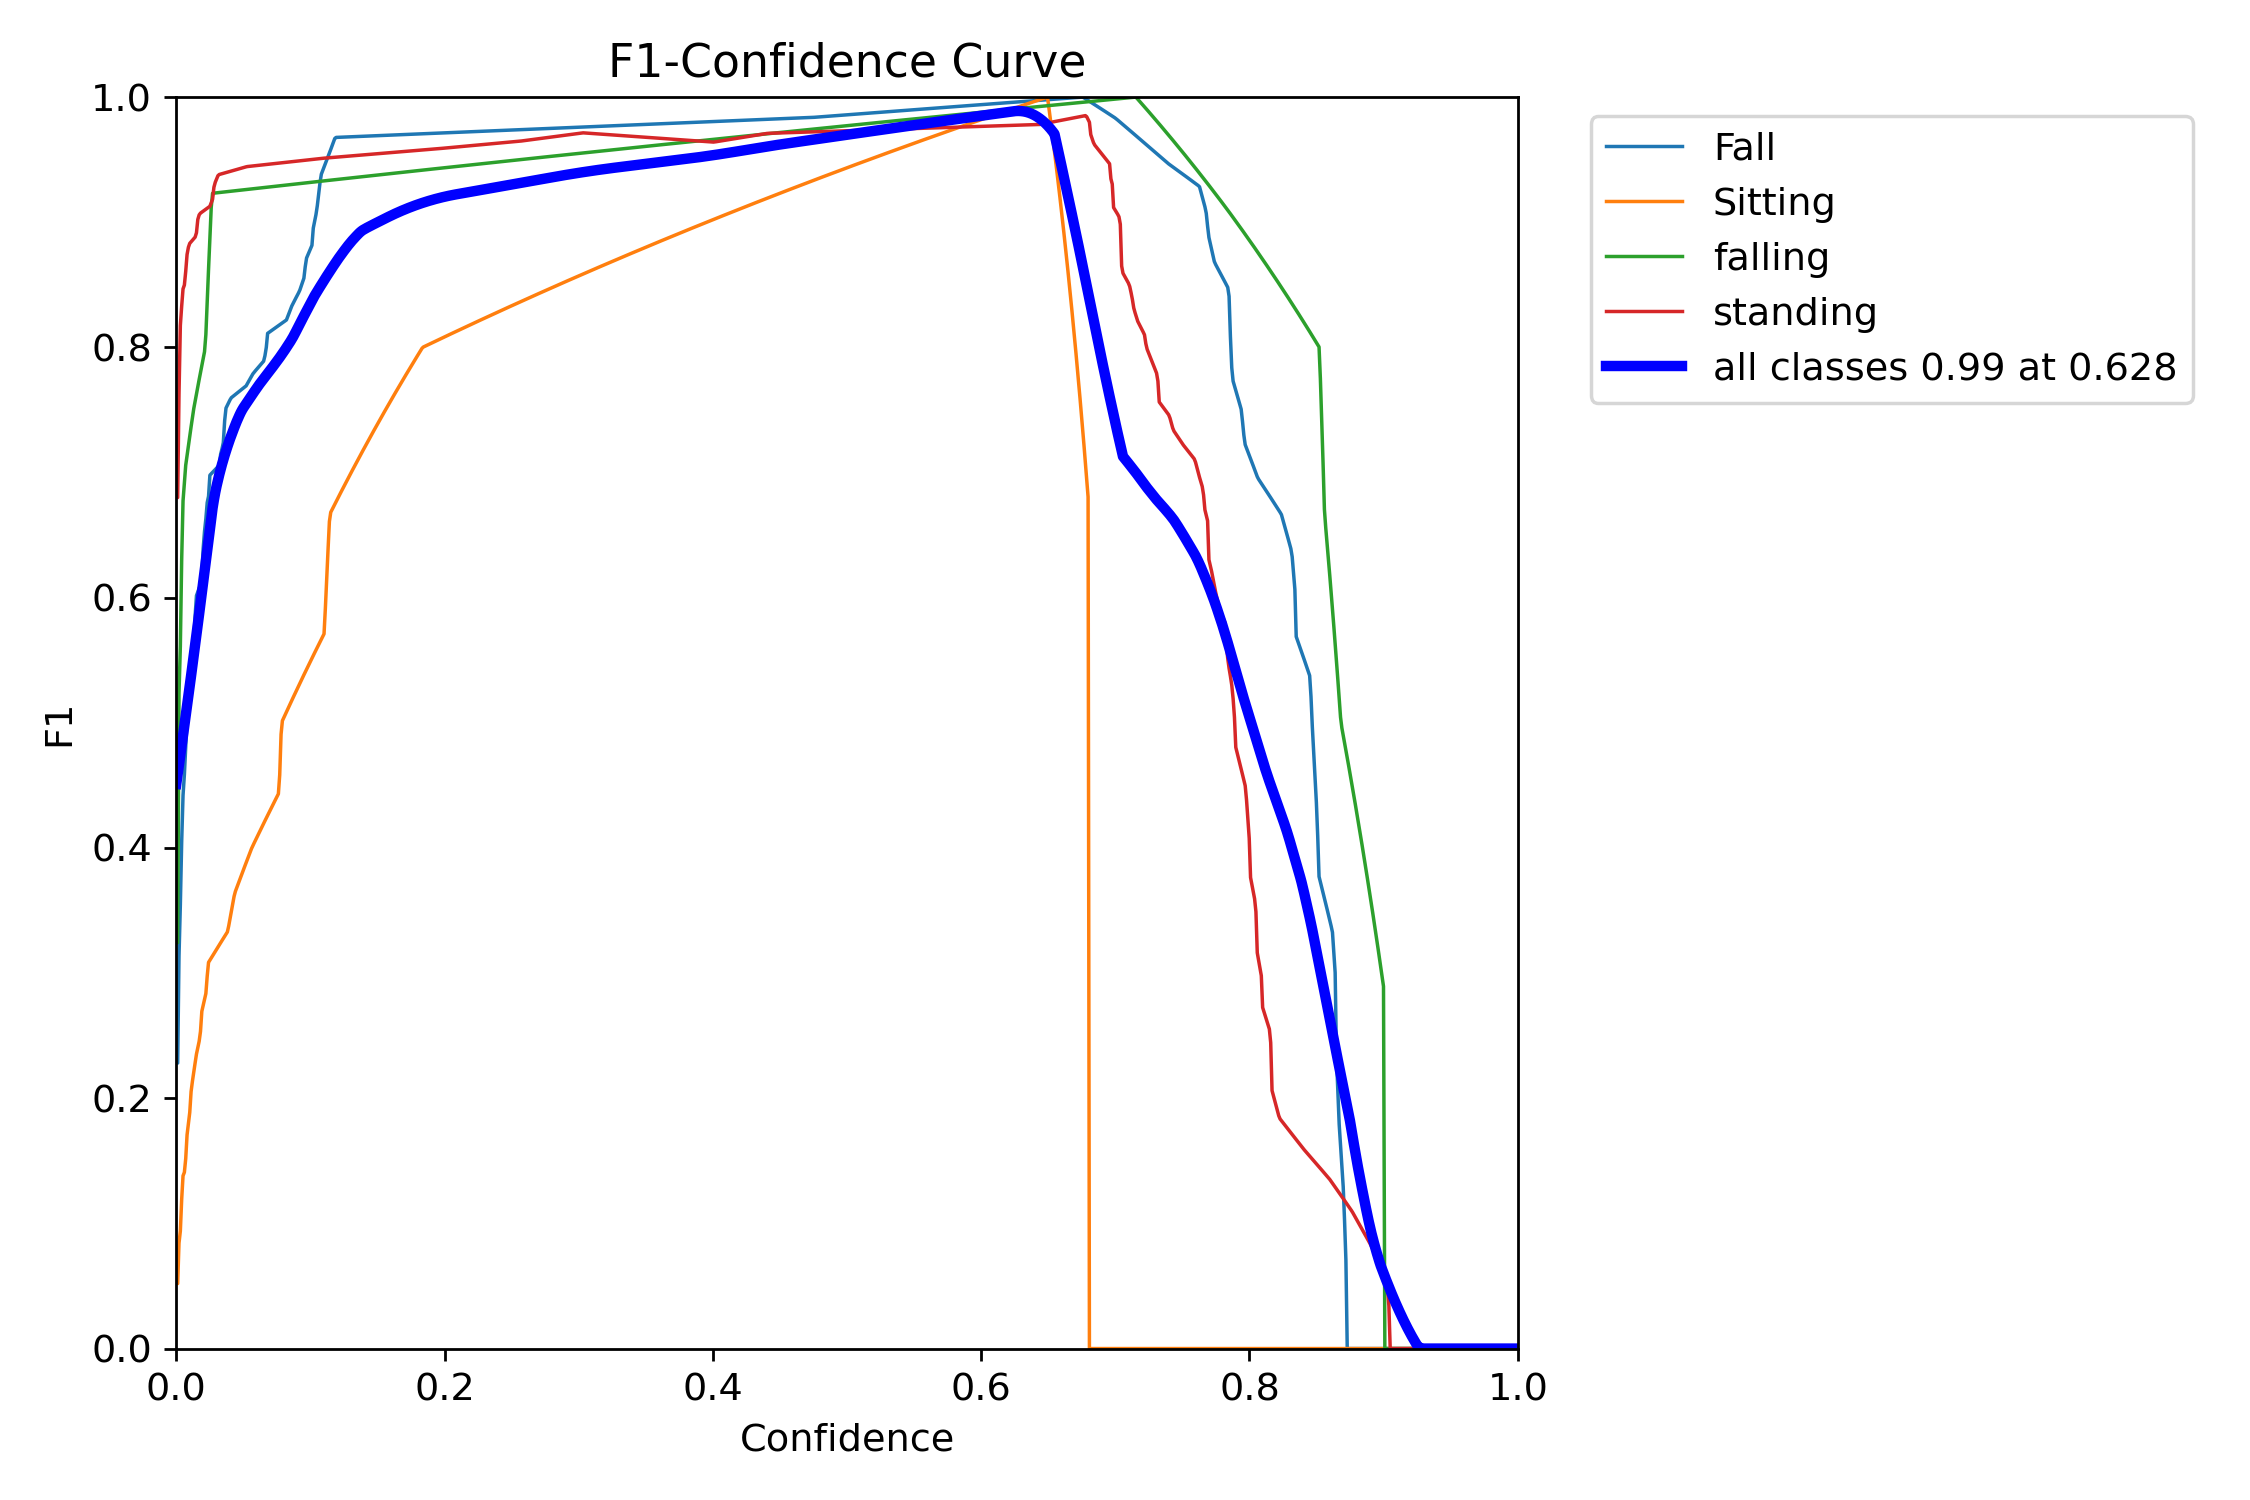 F1-Confidence Curve
1.0
0.8
0.6
0.4
0.2
0.0
F1
0.0 0.2 0.4 0.6 0.8 1.0
Confidence
Fall
Sitting
falling
standing
all classes 0.99 at 0.628